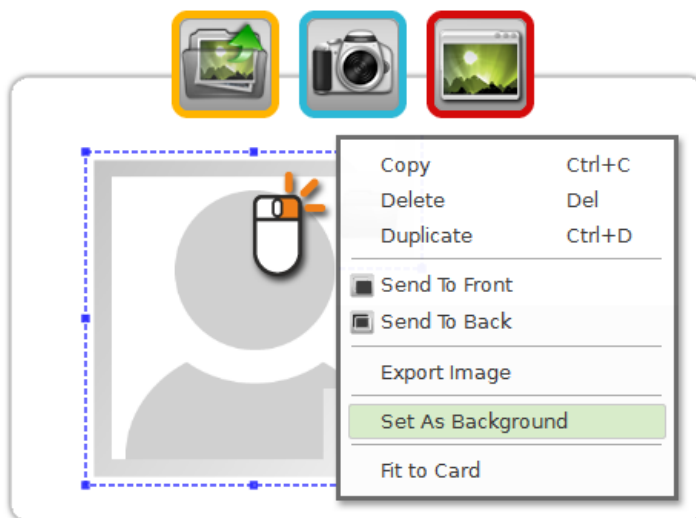 Copy Ctrl+C
Delete Del
Duplicate Ctrl+D
Send To Front
Send To Back
Export Image
Set As Background
Fit to Card